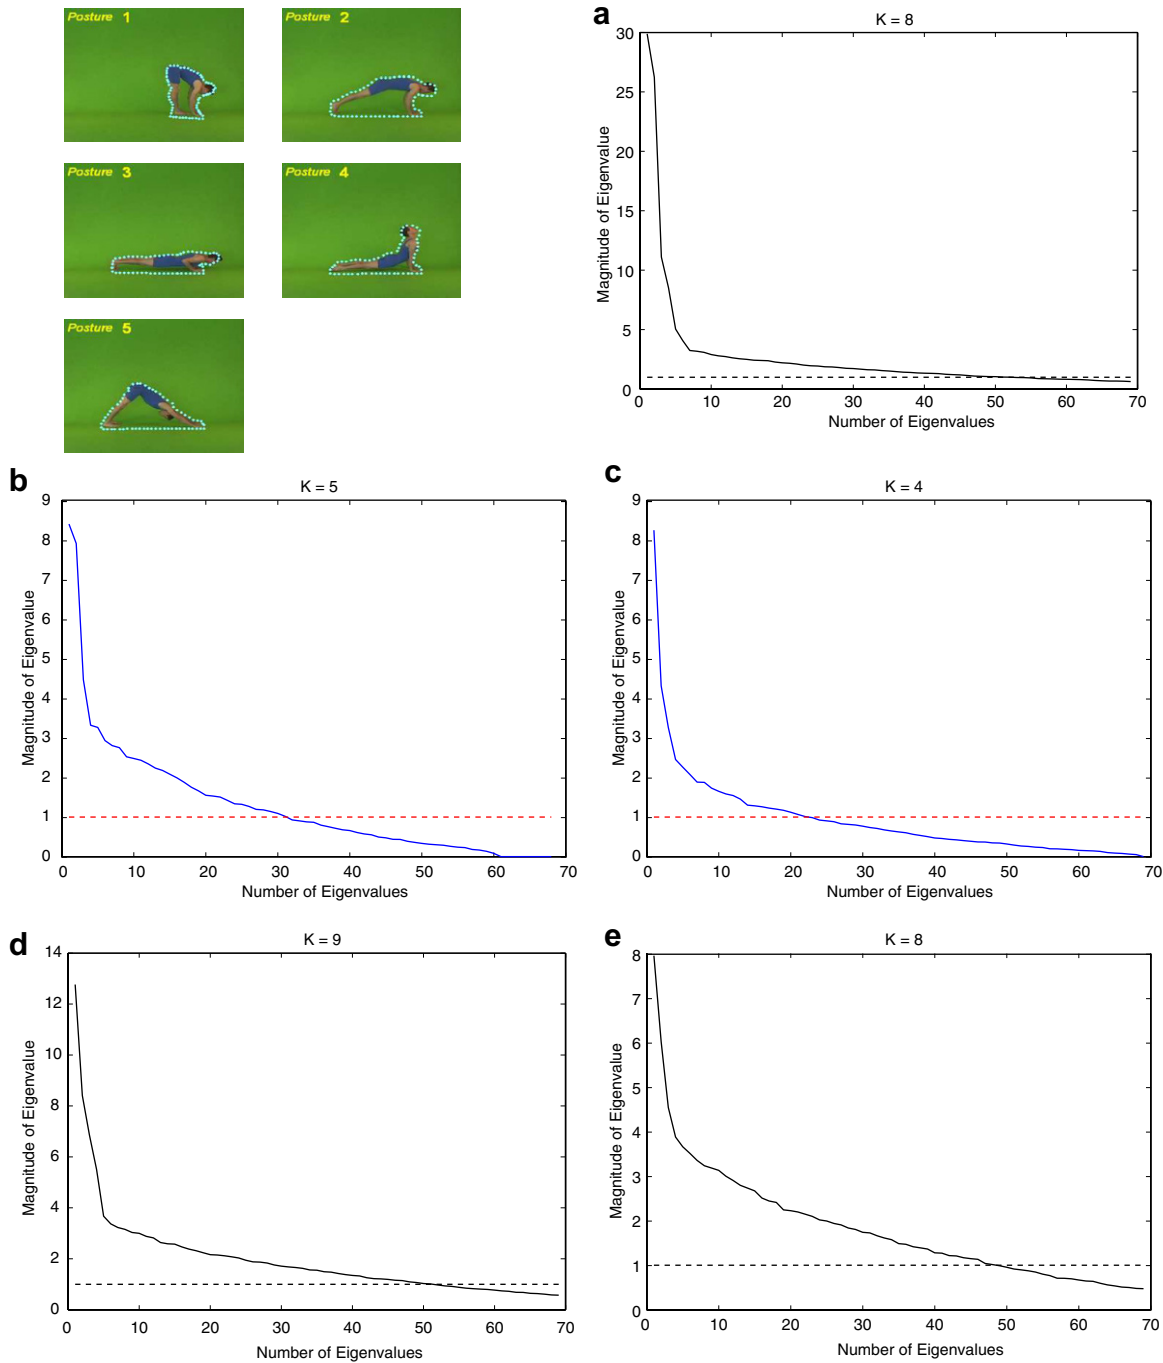 Posture 1
Posture 2
Posture 3
Posture 4
Posture 5
a
K = 8
30
25
20
15
10
5
0
Magnitude of Eigenvalue
10 20 30 40 50 60 70
Number of Eigenvalues
b
K = 5
9
8
7
6
5
4
3
2
1
0
Magnitude of Eigenvalue
0 10 20 30 40 50 60 70
Number of Eigenvalues
c
K = 4
9
8
7
6
5
4
3
2
1
0
Magnitude of Eigenvalue
0 10 20 30 40 50 60 70
Number of Eigenvalues
d
K = 9
14
12
10
8
6
4
2
0
Magnitude of Eigenvalue
0 10 20 30 40 50 60 70
Number of Eigenvalues
e
K = 8
8
7
6
5
4
3
2
1
0
Magnitude of Eigenvalue
0 10 20 30 40 50 60 70
Number of Eigenvalues